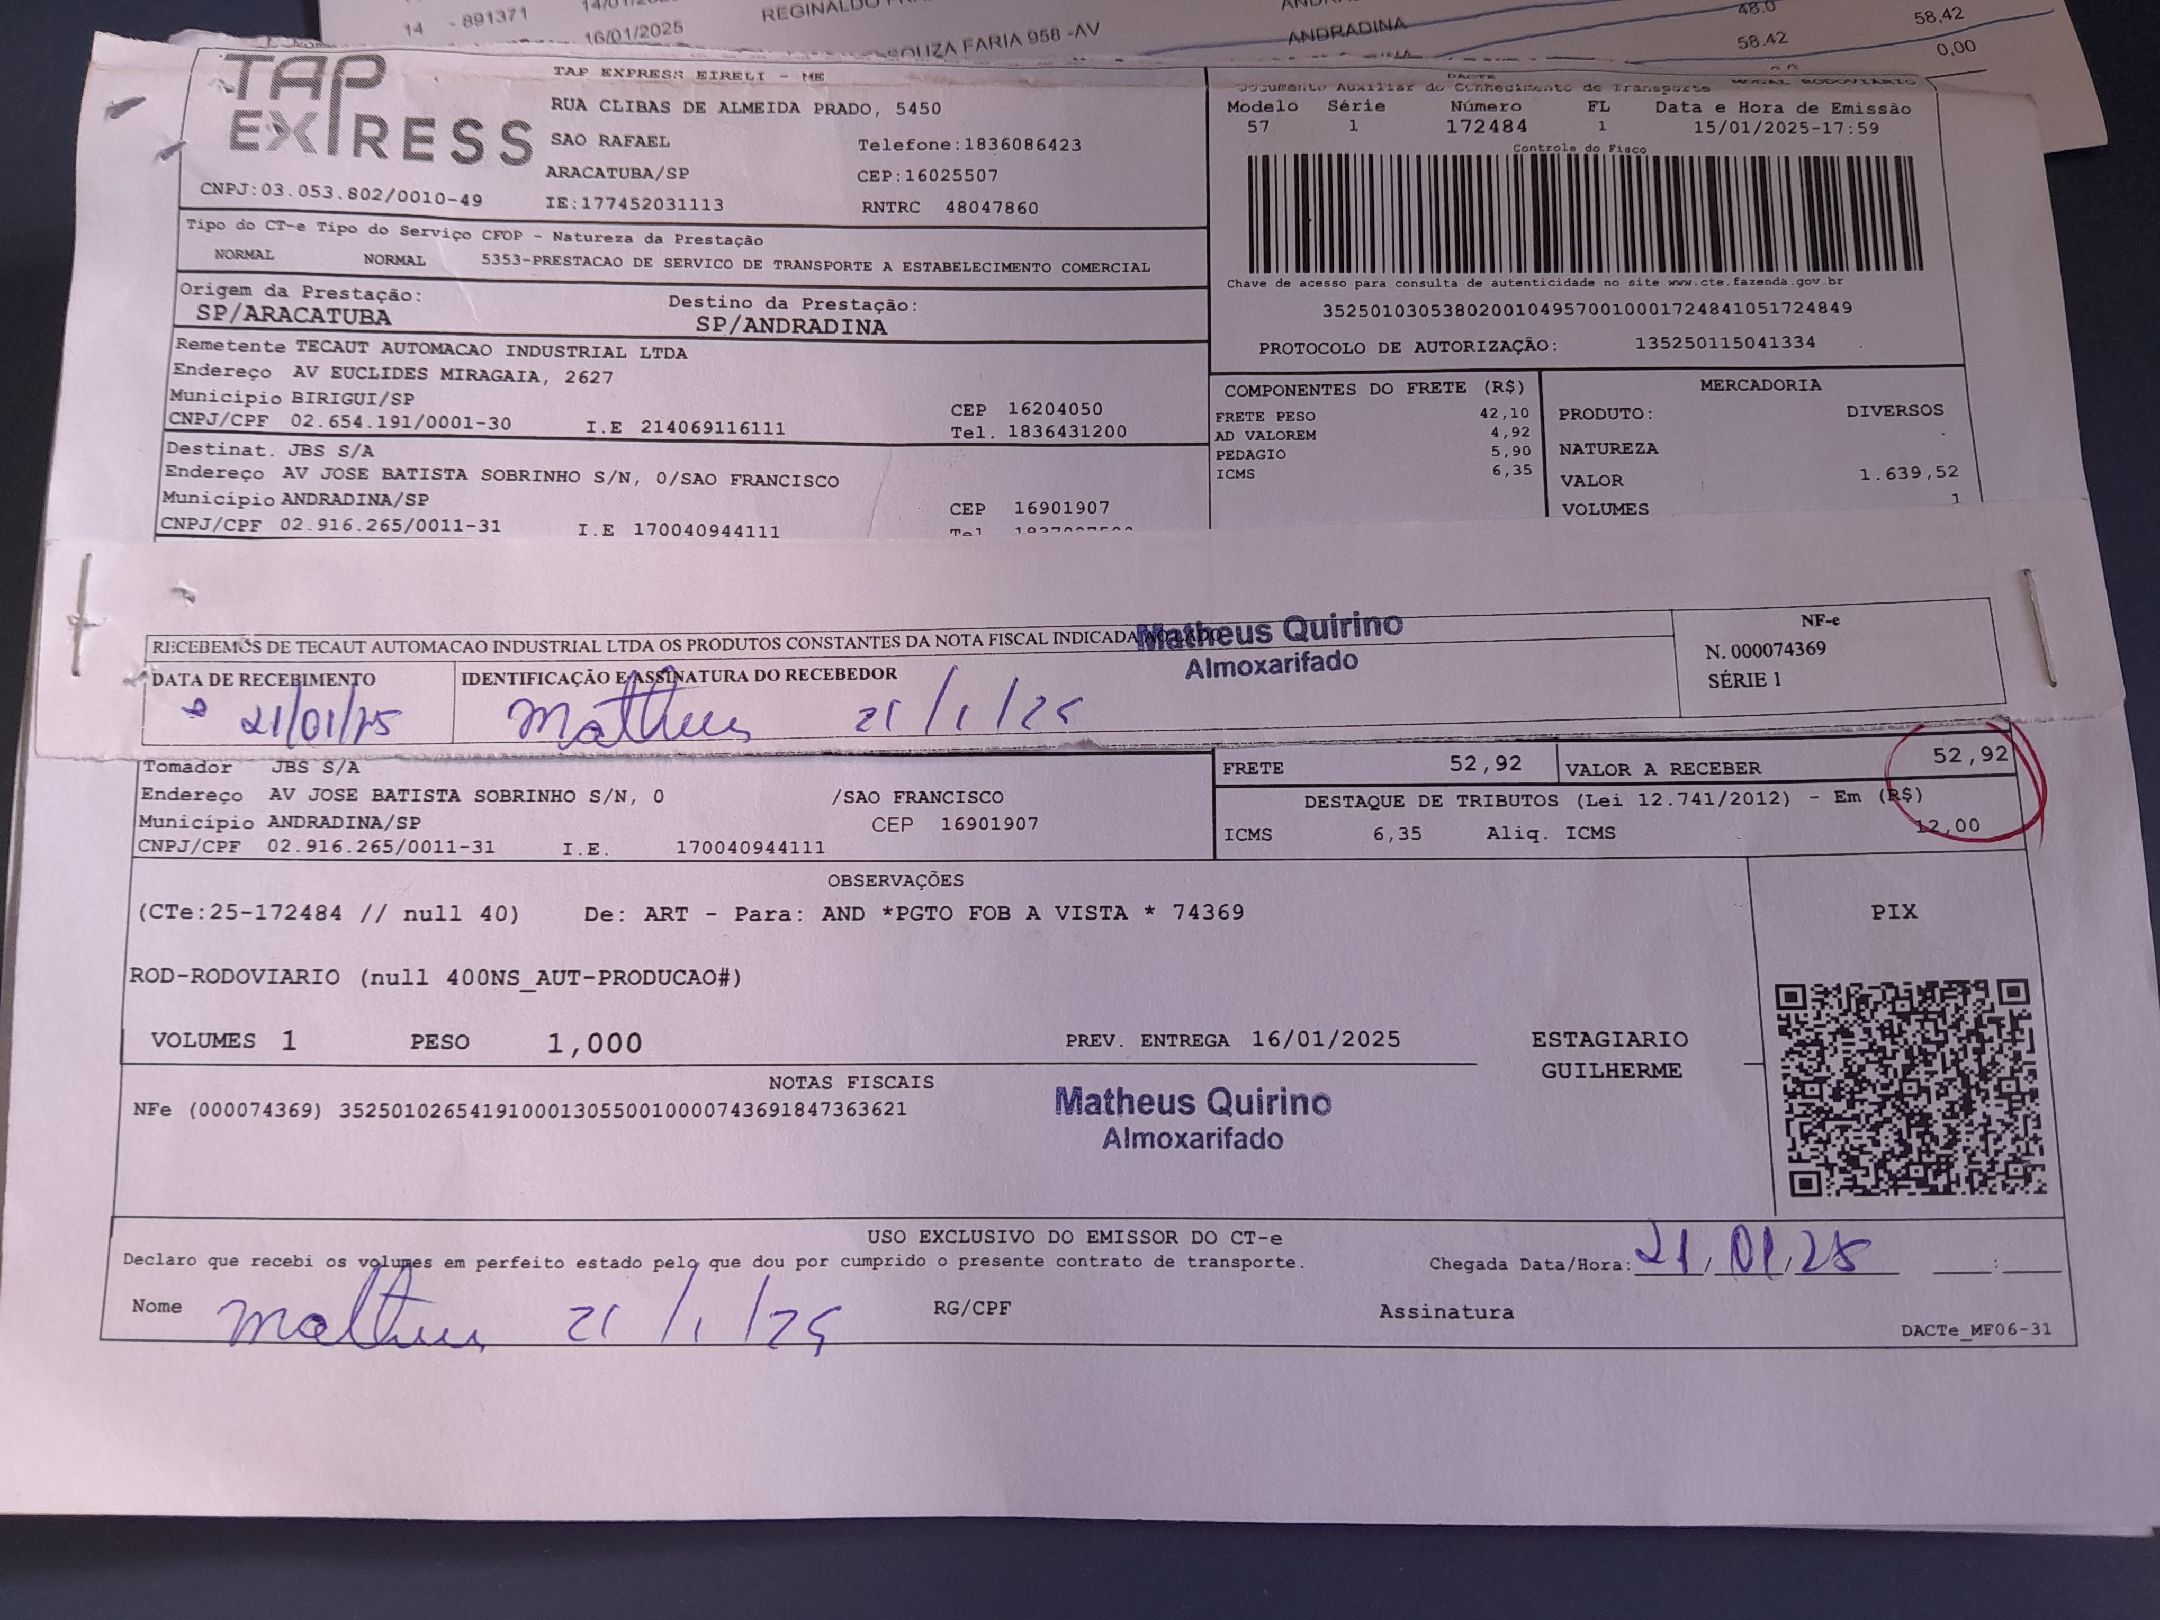 14 - 891371
16/01/2025
SOUZA FARIA 958 -AV
ANDRADINA
48.0
58.42
58,42
0,00
TAP EXPRESS
CNPJ:03.053.802/0010-49
TAP EXPRESS EIRELI - ME
RUA CLIBAS DE ALMEIDA PRADO, 5450
SAO RAFAEL Telefone:1836086423
ARACATUBA/SP CEP:16025507
IE:177452031113 RNTRC 48047860
DACTE
Documento Auxiliar do Conhecimento de Transporte MODAL RODOVIARIO
Modelo Série Número FL Data e Hora de Emissão
57 1 172484 1 15/01/2025-17:59
Controle do Fisco
Chave de acesso para consulta de autenticidade no site www.cte.fazenda.gov.br
35250103053802001049570010001724841051724849
PROTOCOLO DE AUTORIZAÇÃO: 135250115041334
Tipo do CT-e Tipo do Serviço CFOP - Natureza da Prestação
NORMAL NORMAL 5353-PRESTACAO DE SERVICO DE TRANSPORTE A ESTABELECIMENTO COMERCIAL
Origem da Prestação: Destino da Prestação:
SP/ARACATUBA SP/ANDRADINA
Remetente TECAUT AUTOMACAO INDUSTRIAL LTDA
Endereço AV EUCLIDES MIRAGAIA, 2627
Município BIRIGUI/SP CEP 16204050
CNPJ/CPF 02.654.191/0001-30 I.E 214069116111 Tel. 1836431200
Destinat. JBS S/A
Endereço AV JOSE BATISTA SOBRINHO S/N, 0/SAO FRANCISCO
Município ANDRADINA/SP CEP 16901907
CNPJ/CPF 02.916.265/0011-31 I.E 170040944111 Tel
COMPONENTES DO FRETE (R$)
FRETE PESO 42,10
AD VALOREM 4,92
PEDAGIO 5,90
ICMS 6,35
MERCADORIA
PRODUTO: DIVERSOS
NATUREZA .
VALOR 1.639,52
VOLUMES 1
RECEBEMOS DE TECAUT AUTOMACAO INDUSTRIAL LTDA OS PRODUTOS CONSTANTES DA NOTA FISCAL INDICADA AO LADO
Matheus Quirino
Almoxarifado
DATA DE RECEBIMENTO IDENTIFICAÇÃO E ASSINATURA DO RECEBEDOR
21/01/25 Matheus 21/1/25
NF-e
N. 000074369
SÉRIE 1
Tomador JBS S/A
Endereço AV JOSE BATISTA SOBRINHO S/N, 0 /SAO FRANCISCO
Município ANDRADINA/SP CEP 16901907
CNPJ/CPF 02.916.265/0011-31 I.E. 170040944111
FRETE 52,92 VALOR A RECEBER 52,92
DESTAQUE DE TRIBUTOS (Lei 12.741/2012) - Em (R$)
ICMS 6,35 Aliq. ICMS 12,00
OBSERVAÇÕES
(CTe:25-172484 // null 40) De: ART - Para: AND *PGTO FOB A VISTA * 74369
ROD-RODOVIARIO (null 400NS_AUT-PRODUCAO#)
PIX
VOLUMES 1 PESO 1,000 PREV. ENTREGA 16/01/2025
ESTAGIARIO
GUILHERME
NOTAS FISCAIS
NFe (000074369) 35250102654191000130550010000743691847363621
Matheus Quirino
Almoxarifado
USO EXCLUSIVO DO EMISSOR DO CT-e
Declaro que recebi os volumes em perfeito estado pelo que dou por cumprido o presente contrato de transporte. Chegada Data/Hora: 21/01/25 :
Nome Matheus 21/1/25 RG/CPF Assinatura
DACTe_MF06-31